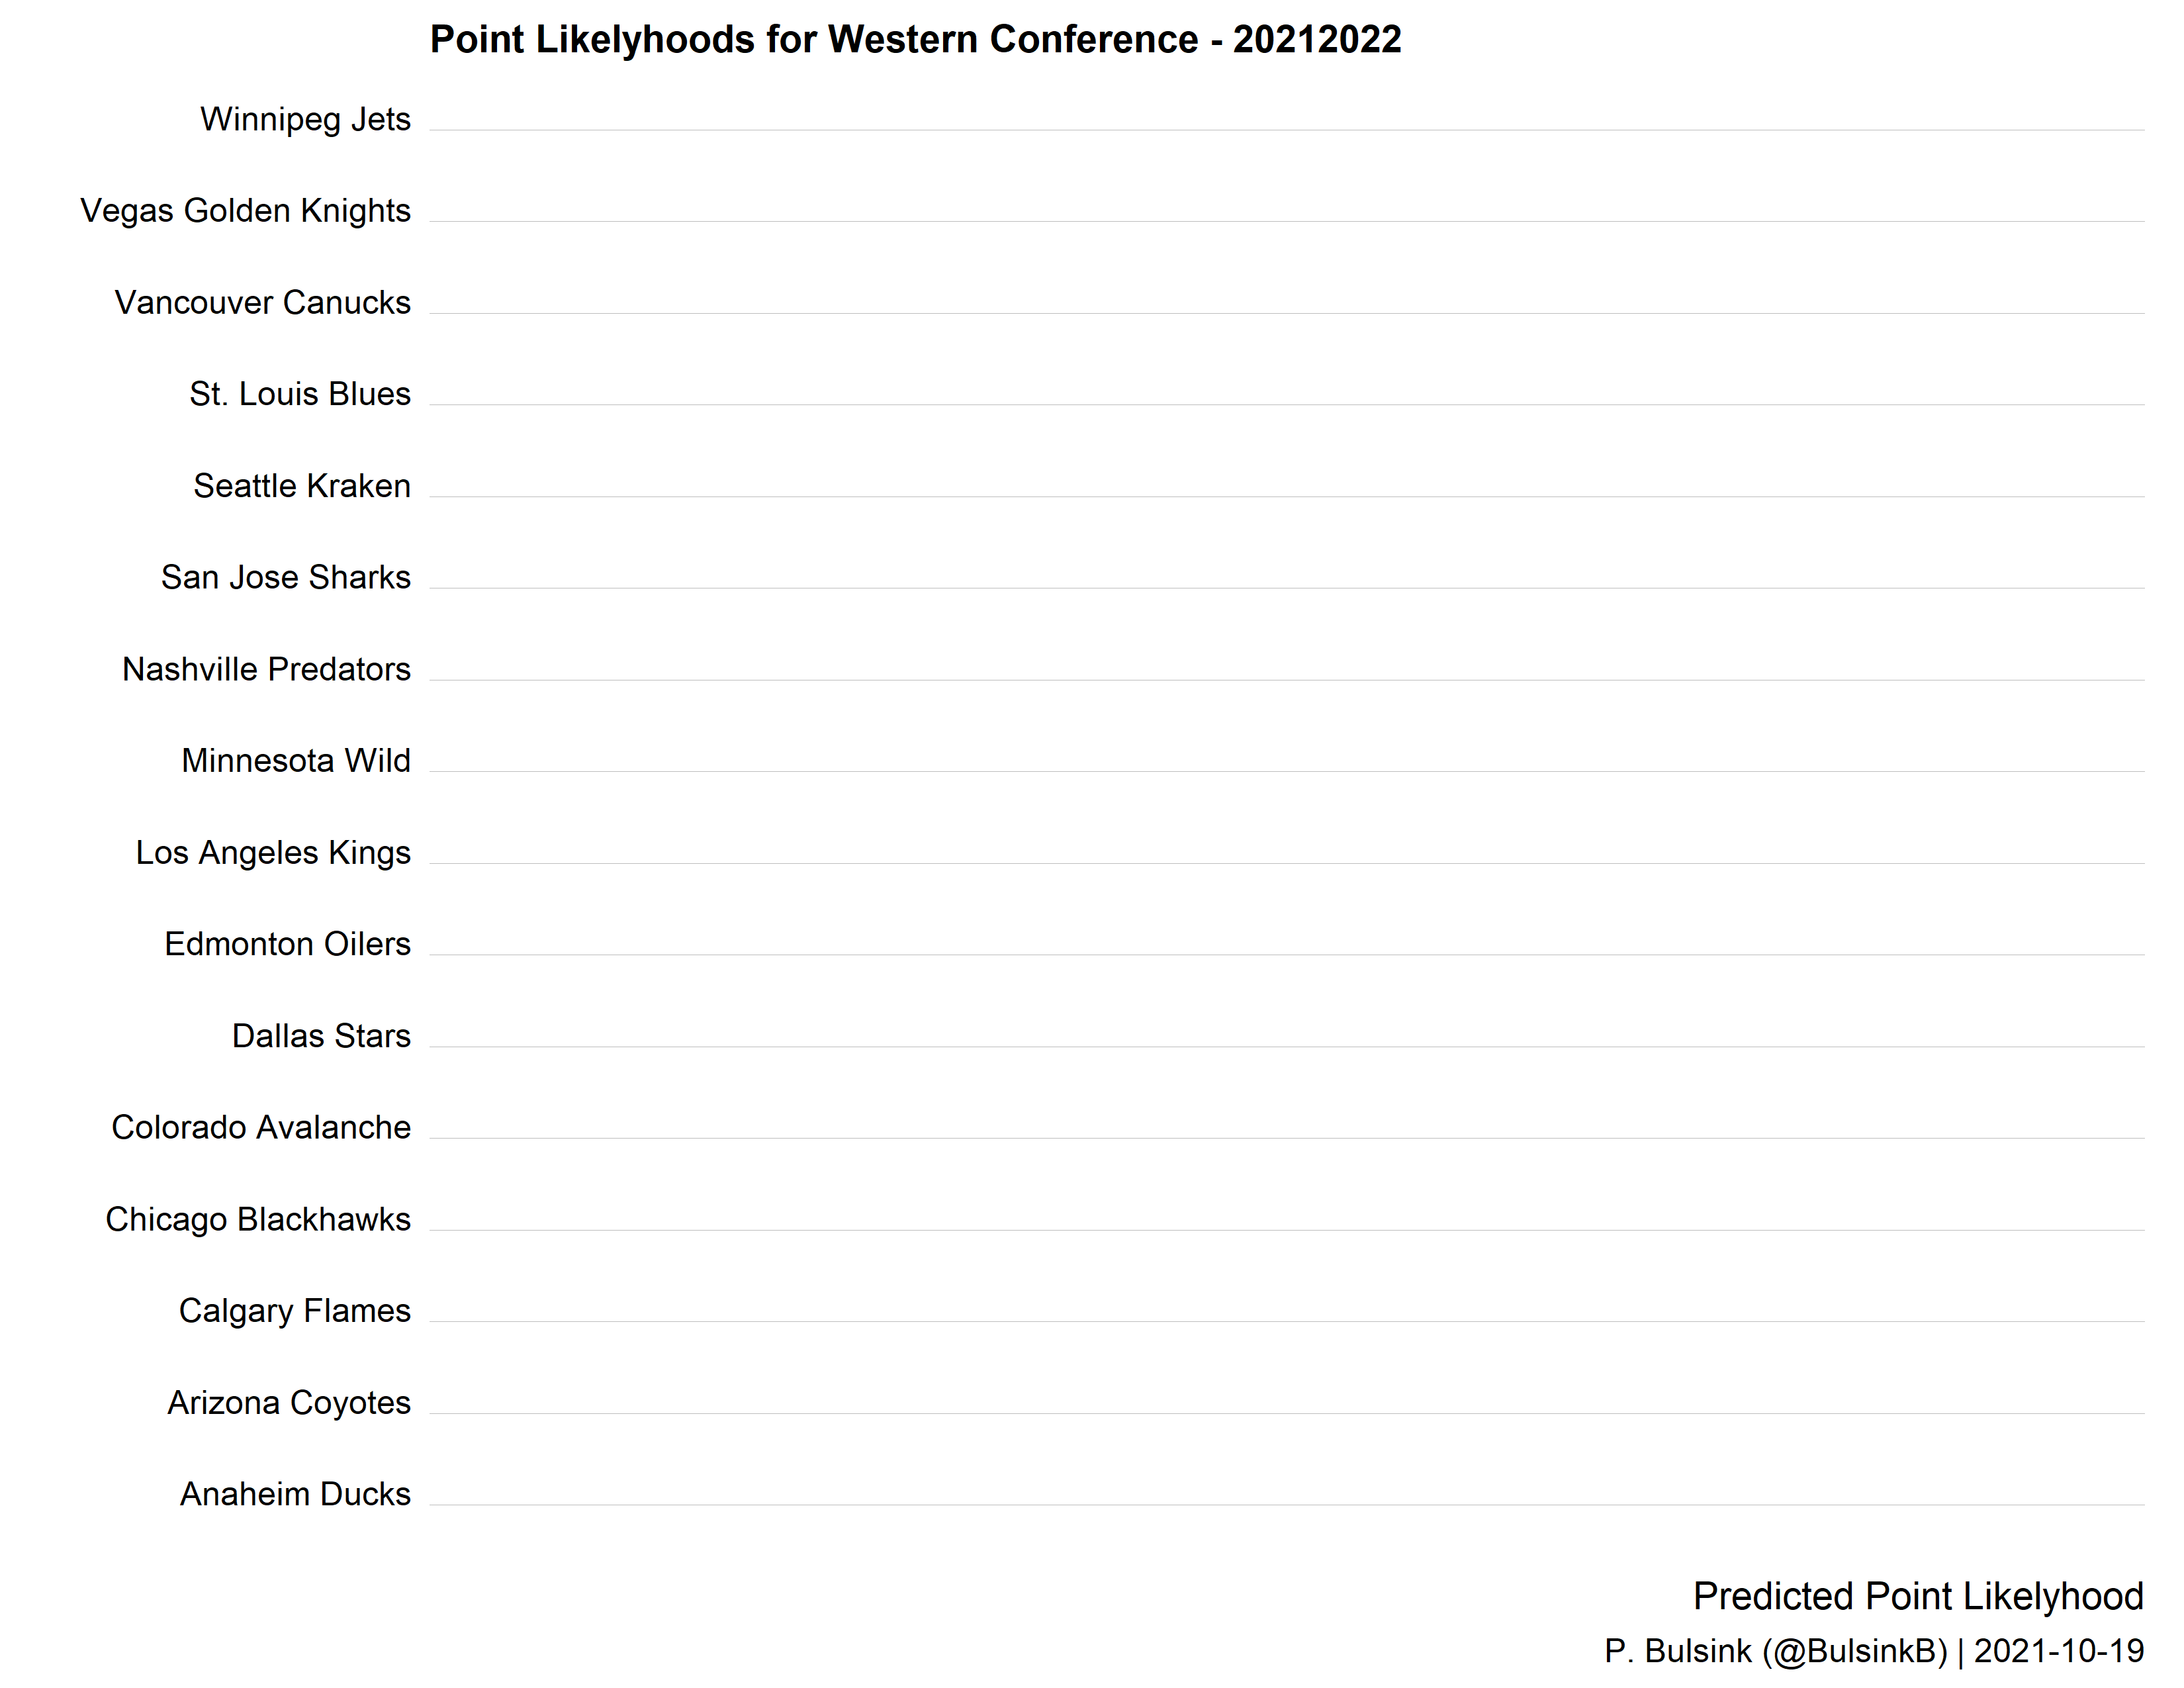 Point Likelyhoods for Western Conference - 20212022
Winnipeg Jets
Vegas Golden Knights
Vancouver Canucks
St. Louis Blues
Seattle Kraken
San Jose Sharks
Nashville Predators
Minnesota Wild
Los Angeles Kings
Edmonton Oilers
Dallas Stars
Colorado Avalanche
Chicago Blackhawks
Calgary Flames
Arizona Coyotes
Anaheim Ducks
Predicted Point Likelyhood
P. Bulsink (@BulsinkB) | 2021-10-19